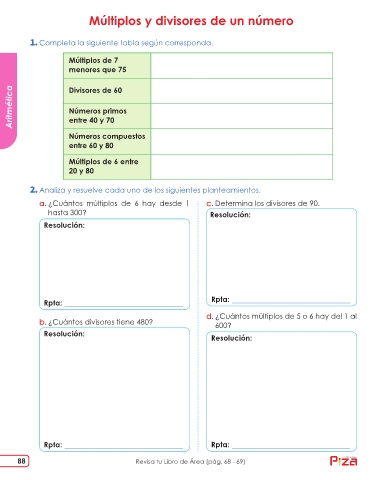 Múltiplos y divisores de un número
1. Completa la siguiente tabla según corresponda.
Múltiplos de 7
menores que 75
Divisores de 60
Números primos
entre 40 y 70
Números compuestos
entre 60 y 80
Múltiplos de 6 entre
20 y 80
Aritmética
2. Analiza y resuelve cada uno de los siguientes planteamientos.
a. ¿Cuántos múltiplos de 6 hay desde 1
hasta 300?
Resolución:
Rpta:
b. ¿Cuántos divisores tiene 480?
Resolución:
Rpta:
c. Determina los divisores de 90.
Resolución:
Rpta:
d. ¿Cuántos múltiplos de 5 o 6 hay del 1 al
600?
Resolución:
Rpta:
88
Revisa tu Libro de Área (pág. 68 - 69)